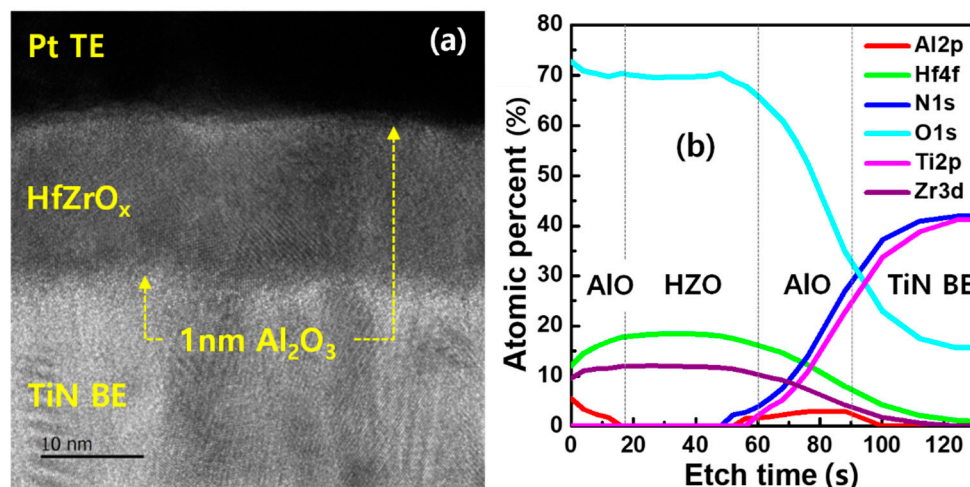 Pt TE
(a)
HfZrOₓ
1nm Al₂O₃
TiN BE
10 nm
Atomic percent (%)
80
70
60
50
40
30
20
10
0
Al2p
Hf4f
N1s
O1s
Ti2p
Zr3d
(b)
AlO
HZO
AlO
TiN BE
0
20
40
60
80
100
120
Etch time (s)